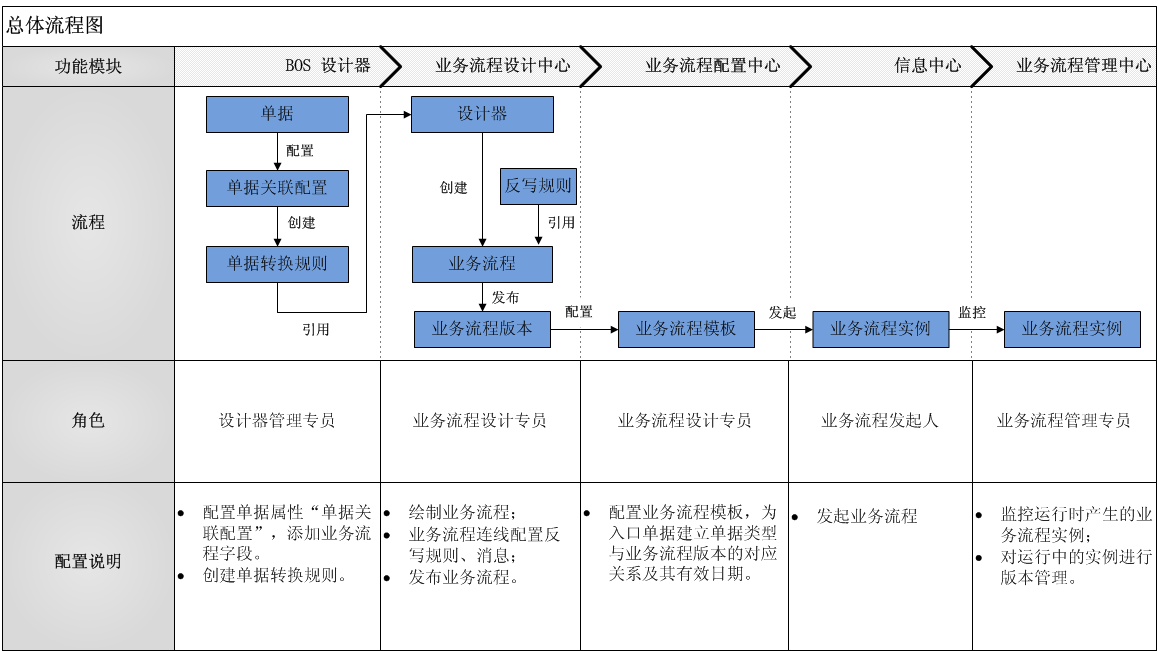 总体流程图
功能模块
BOS 设计器
业务流程设计中心
业务流程配置中心
信息中心
业务流程管理中心
流程
单据
配置
单据关联配置
创建
单据转换规则
引用
设计器
创建
反写规则
引用
业务流程
发布
业务流程版本
配置
业务流程模板
发起
业务流程实例
监控
业务流程实例
角色
设计器管理专员
业务流程设计专员
业务流程设计专员
业务流程发起人
业务流程管理专员
配置说明
● 配置单据属性“单据关
联配置”，添加业务流
程字段。
● 创建单据转换规则。
● 绘制业务流程；
● 业务流程连线配置反
写规则、消息；
● 发布业务流程。
● 配置业务流程模板，为
入口单据建立单据类型
与业务流程版本的对应
关系及其有效日期。
● 发起业务流程
● 监控运行时产生的业
务流程实例；
● 对运行中的实例进行
版本管理。